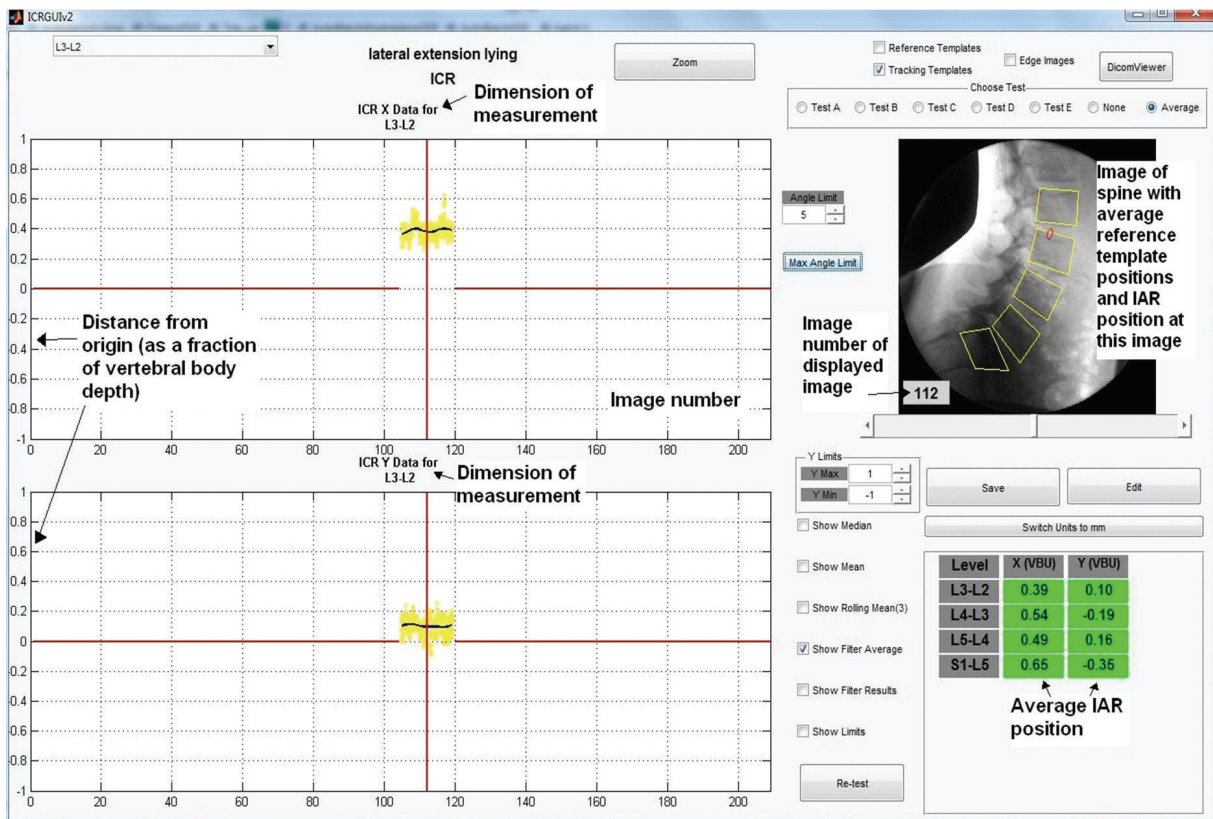 ICRGUIv2
L3-L2
lateral extension lying
ICR
Zoom
Reference Templates
Tracking Templates
Edge Images
DicomViewer
Choose Test
Test A
Test B
Test C
Test D
Test E
None
Average
ICR X Data for
L3-L2
Dimension of
measurement
1
0.8
0.6
0.4
0.2
0
-0.2
-0.4
-0.6
-0.8
-1
0 20 40 60 80 100 120 140 160 180 200
Distance from
origin (as a fraction
of vertebral body
depth)
Image number
Angle Limit
5
Max Angle Limit
Image of
spine with
average
reference
template
positions
and IAR
position at
this image
Image
number of
displayed
image
112
ICR Y Data for
L3-L2
Dimension of
measurement
1
0.8
0.6
0.4
0.2
0
-0.2
-0.4
-0.6
-0.8
-1
0 20 40 60 80 100 120 140 160 180 200
Y Limits
Y Max 1
Y Min -1
Save
Edit
Switch Units to mm
Show Median
Show Mean
Show Rolling Mean(3)
Show Filter Average
Show Filter Results
Show Limits
Re-test
Level X (VBU) Y (VBU)
L3-L2 0.39 0.10
L4-L3 0.54 -0.19
L5-L4 0.49 0.16
S1-L5 0.65 -0.35
Average IAR
position